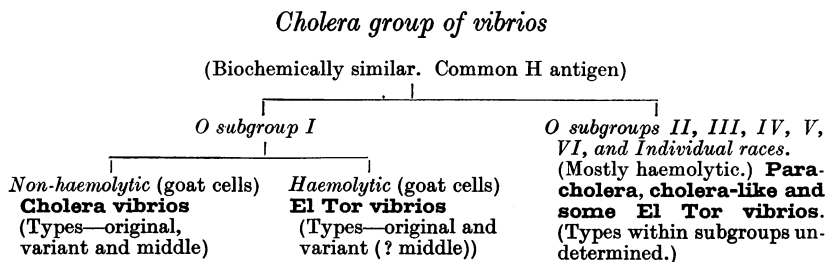 Cholera group of vibrios
(Biochemically similar. Common H antigen)
O subgroup I
Non-haemolytic (goat cells)
Cholera vibrios
(Types—original,
variant and middle)
Haemolytic (goat cells)
El Tor vibrios
(Types—original and
variant (? middle))
O subgroups II, III, IV, V,
VI, and Individual races.
(Mostly haemolytic.) Para-
cholera, cholera-like and
some El Tor vibrios.
(Types within subgroups un-
determined.)